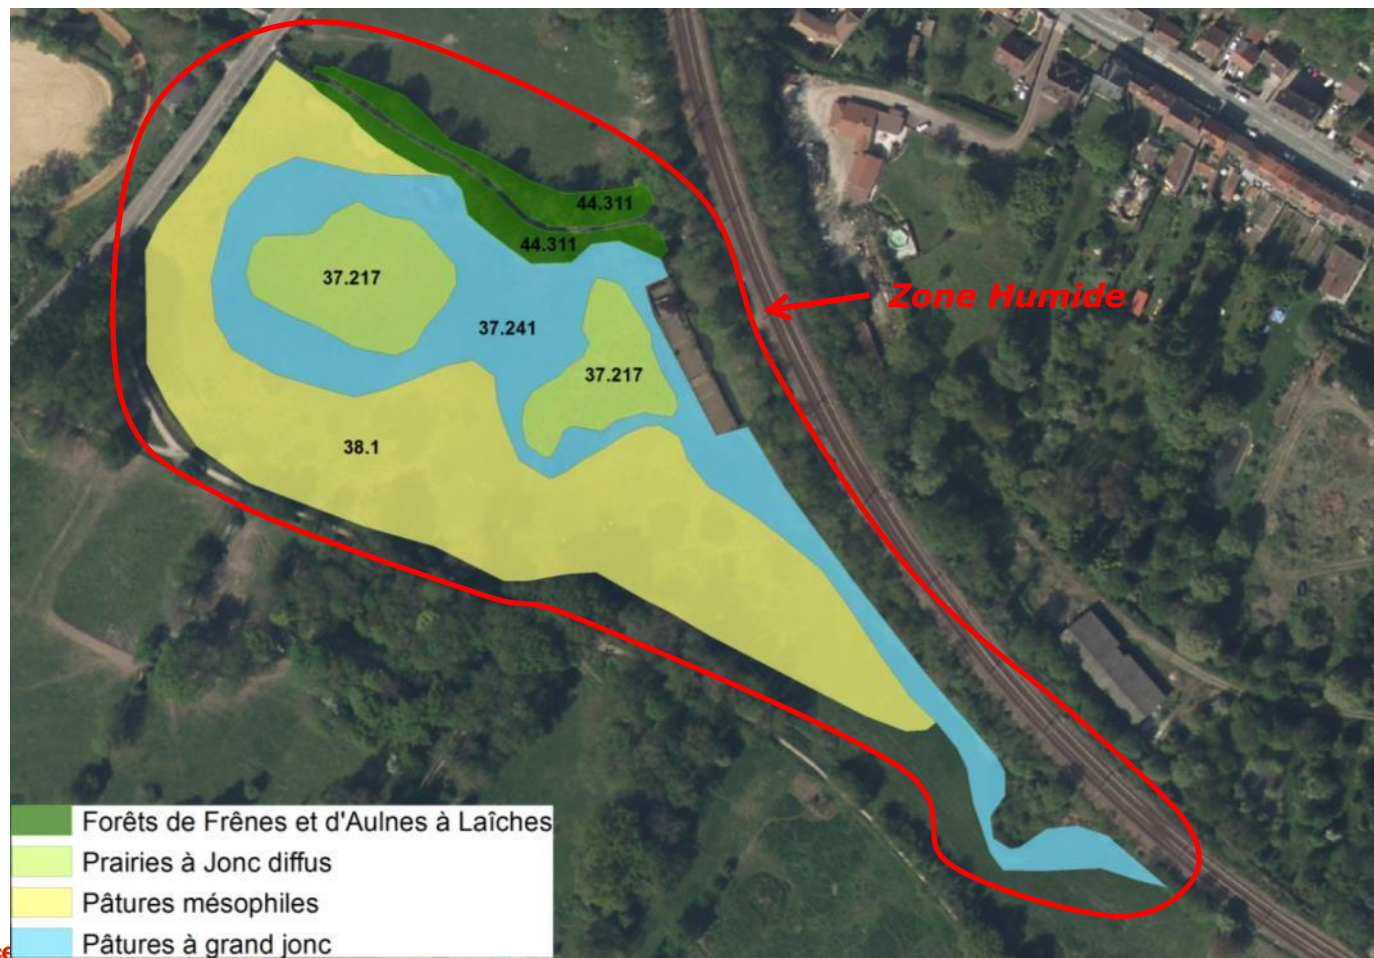 44.311
44.311
37.217
Zone Humide
37.241
37.217
38.1
Forêts de Frênes et d'Aulnes à Laîches
Prairies à Jonc diffus
Pâtures mésophiles
Pâtures à grand jonc